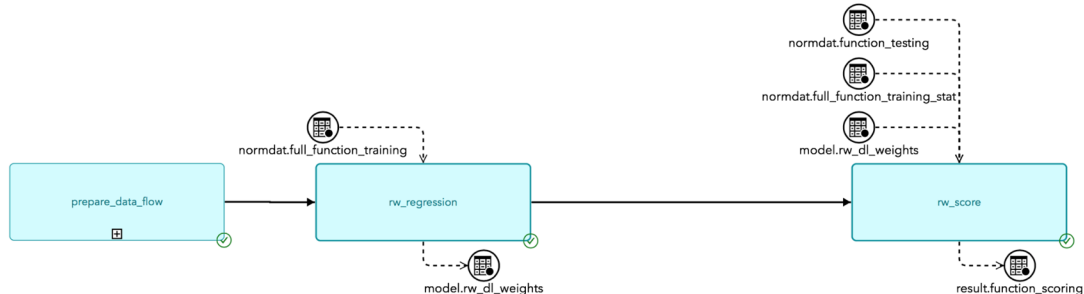 normdat.function_testing
normdat.full_function_training_stat
normdat.full_function_training
model.rw_dl_weights
prepare_data_flow
rw_regression
rw_score
model.rw_dl_weights
result.function_scoring